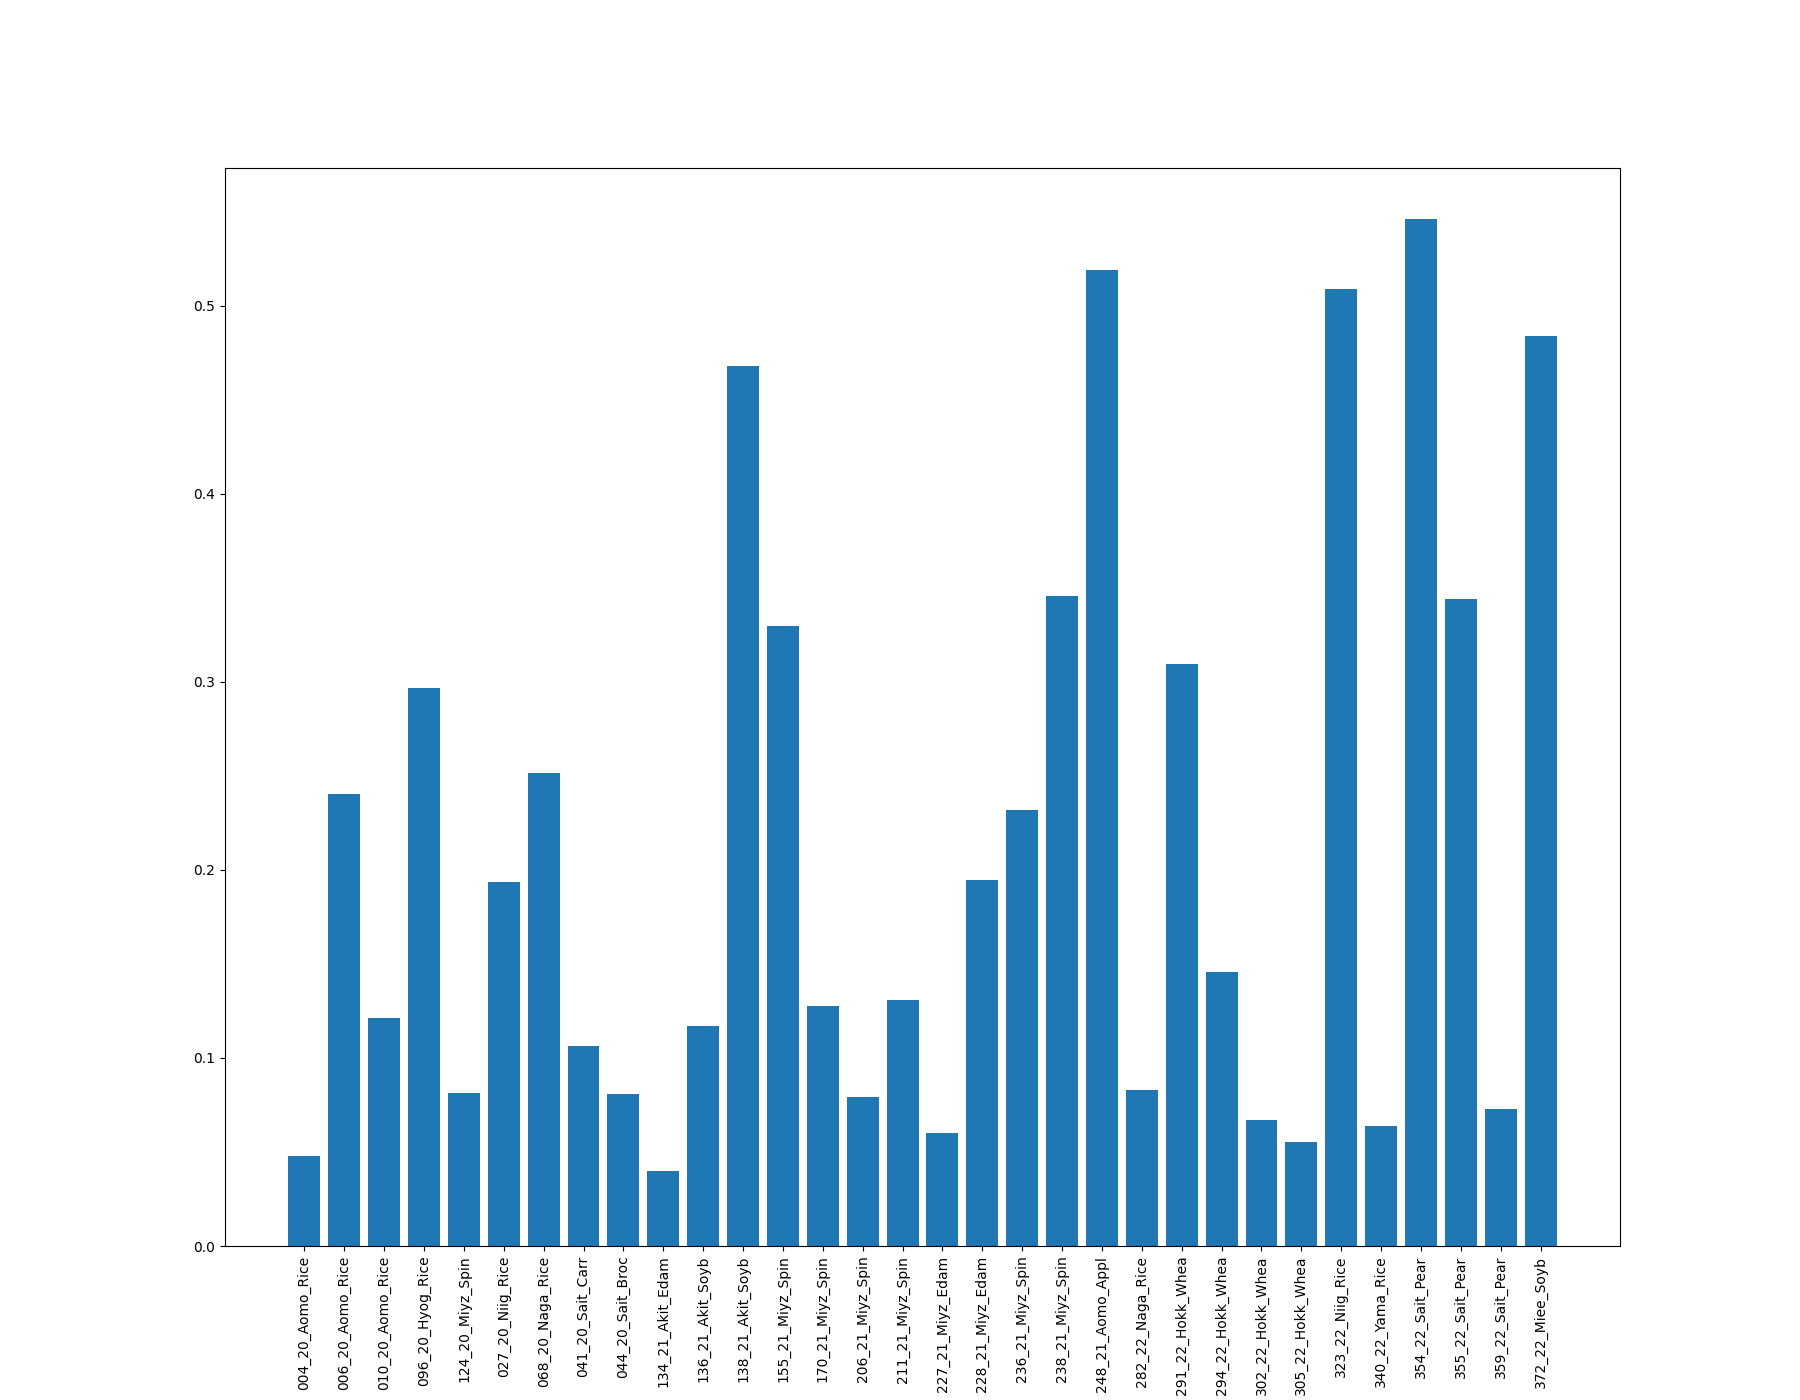 0.5
0.4
0.3
0.2
0.1
0.0
004_20_Aomo_Rice
006_20_Aomo_Rice
010_20_Aomo_Rice
096_20_Hyog_Rice
124_20_Miyz_Spin
027_20_Niig_Rice
068_20_Naga_Rice
041_20_Sait_Carr
044_20_Sait_Broc
134_21_Akit_Edam
136_21_Akit_Soyb
138_21_Akit_Soyb
155_21_Miyz_Spin
170_21_Miyz_Spin
206_21_Miyz_Spin
211_21_Miyz_Spin
227_21_Miyz_Edam
228_21_Miyz_Edam
236_21_Miyz_Spin
238_21_Miyz_Spin
248_21_Aomo_Appl
282_22_Naga_Rice
291_22_Hokk_Whea
294_22_Hokk_Whea
302_22_Hokk_Whea
305_22_Hokk_Whea
323_22_Niig_Rice
340_22_Yama_Rice
354_22_Sait_Pear
355_22_Sait_Pear
359_22_Sait_Pear
372_22_Miee_Soyb